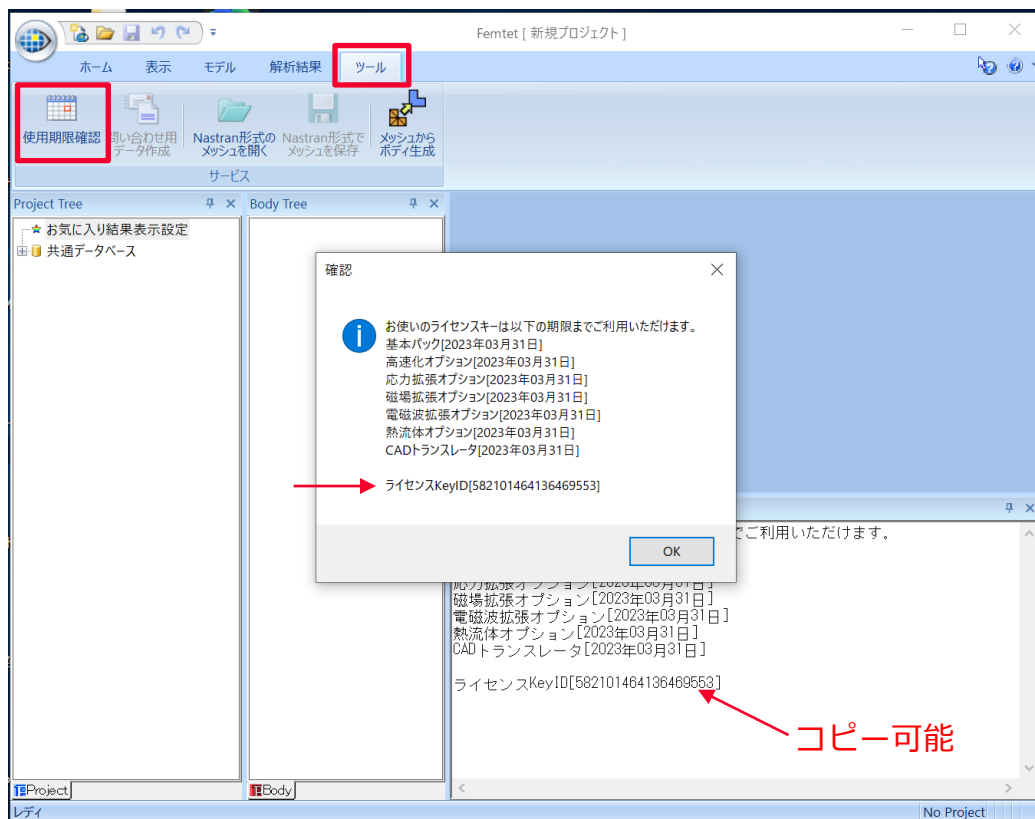 Femtet [ 新規プロジェクト ]
ホーム 表示 モデル 解析結果 ツール
使用期限確認
問い合わせ用
データ作成
Nastran形式の
メッシュを開く
Nastran形式で
メッシュを保存
メッシュから
ボディ生成
サービス
Project Tree
お気に入り結果表示設定
共通データベース
Body Tree
確認
お使いのライセンスキーは以下の期限までご利用いただけます。
基本パック[2023年03月31日]
高速化オプション[2023年03月31日]
応力拡張オプション[2023年03月31日]
磁場拡張オプション[2023年03月31日]
電磁波拡張オプション[2023年03月31日]
熱流体オプション[2023年03月31日]
CADトランスレータ[2023年03月31日]
ライセンスKeyID[582101464136469553]
OK
でご利用いただけます。
応力拡張オプション[2023年03月31日]
磁場拡張オプション[2023年03月31日]
電磁波拡張オプション[2023年03月31日]
熱流体オプション[2023年03月31日]
CADトランスレータ[2023年03月31日]
ライセンスKeyID[582101464136469553]
コピー可能
Project
Body
レディ
No Project